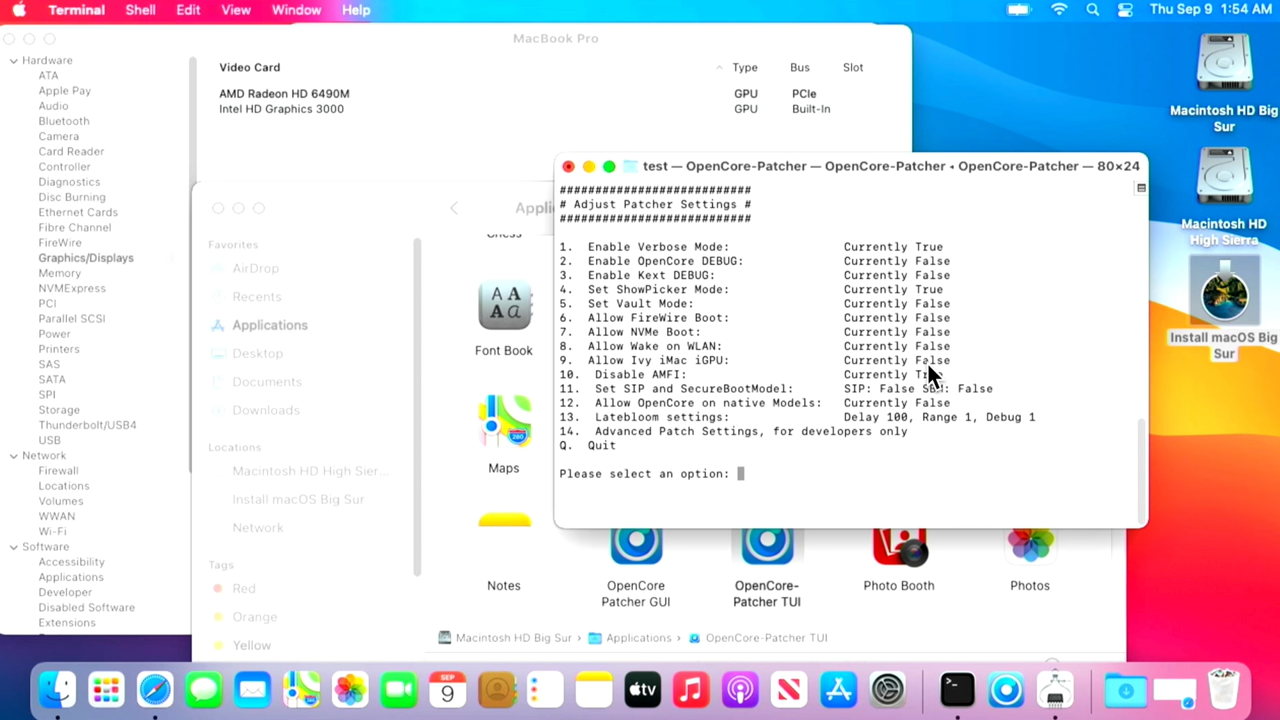 Terminal Shell Edit View Window Help
Thu Sep 9 1:54 AM
MacBook Pro
Hardware
ATA
Apple Pay
Audio
Bluetooth
Camera
Card Reader
Controller
Diagnostics
Disc Burning
Ethernet Cards
Fibre Channel
FireWire
Graphics/Displays
Memory
NVMExpress
PCI
Parallel SCSI
Power
Printers
SAS
SATA
SPI
Storage
Thunderbolt/USB4
USB
Network
Firewall
Locations
Volumes
WWAN
Wi-Fi
Software
Accessibility
Applications
Developer
Disabled Software
Extensions
Video Card Type Bus Slot
AMD Radeon HD 6490M GPU PCIe
Intel HD Graphics 3000 GPU Built-In
Favorites
AirDrop
Recents
Applications
Desktop
Documents
Downloads
Locations
Macintosh HD High Sier...
Install macOS Big Sur
Network
Tags
Red
Orange
Yellow
Chess
Font Book
Maps
Notes
OpenCore
Patcher GUI
OpenCore-
Patcher TUI
Photo Booth
Photos
Macintosh HD Big Sur › Applications › OpenCore-Patcher TUI
test — OpenCore-Patcher — OpenCore-Patcher ◂ OpenCore-Patcher — 80×24
###########################
# Adjust Patcher Settings #
###########################
1. Enable Verbose Mode: Currently True
2. Enable OpenCore DEBUG: Currently False
3. Enable Kext DEBUG: Currently False
4. Set ShowPicker Mode: Currently True
5. Set Vault Mode: Currently False
6. Allow FireWire Boot: Currently False
7. Allow NVMe Boot: Currently False
8. Allow Wake on WLAN: Currently False
9. Allow Ivy iMac iGPU: Currently False
10. Disable AMFI: Currently True
11. Set SIP and SecureBootModel: SIP: False SBM: False
12. Allow OpenCore on native Models: Currently False
13. Latebloom settings: Delay 100, Range 1, Debug 1
14. Advanced Patch Settings, for developers only
Q. Quit
Please select an option:
Macintosh HD Big
Sur
Macintosh HD
High Sierra
Install macOS Big
Sur
SEP
9
tv